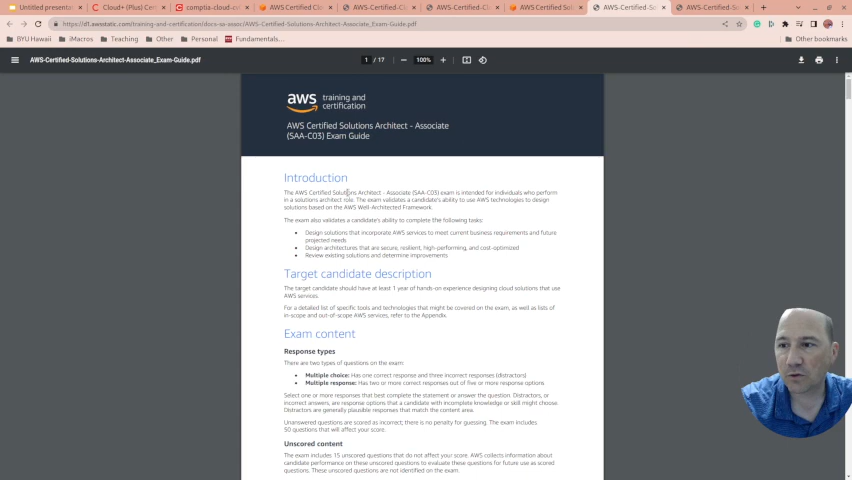 Untitled presentat
Cloud+ (Plus) Certi
comptia-cloud-cv0
AWS Certified Clo
AWS-Certified-Clo
AWS-Certified-Clo
AWS Certified Solu
AWS-Certified-Sol
AWS-Certified-Sol
https://d1.awsstatic.com/training-and-certification/docs-sa-assoc/AWS-Certified-Solutions-Architect-Associate_Exam-Guide.pdf
BYU Hawaii
iMacros
Teaching
Other
Personal
Fundamentals...
Other bookmarks
AWS-Certified-Solutions-Architect-Associate_Exam-Guide.pdf
1 / 17
100%
aws training and certification
AWS Certified Solutions Architect - Associate
(SAA-C03) Exam Guide
Introduction
The AWS Certified Solutions Architect - Associate (SAA-C03) exam is intended for individuals who perform
in a solutions architect role. The exam validates a candidate's ability to use AWS technologies to design
solutions based on the AWS Well-Architected Framework.
The exam also validates a candidate's ability to complete the following tasks:
• Design solutions that incorporate AWS services to meet current business requirements and future
projected needs
• Design architectures that are secure, resilient, high-performing, and cost-optimized
• Review existing solutions and determine improvements
Target candidate description
The target candidate should have at least 1 year of hands-on experience designing cloud solutions that use
AWS services.
For a detailed list of specific tools and technologies that might be covered on the exam, as well as lists of
in-scope and out-of-scope AWS services, refer to the Appendix.
Exam content
Response types
There are two types of questions on the exam:
• Multiple choice: Has one correct response and three incorrect responses (distractors)
• Multiple response: Has two or more correct responses out of five or more response options
Select one or more responses that best complete the statement or answer the question. Distractors, or
incorrect answers, are response options that a candidate with incomplete knowledge or skill might choose.
Distractors are generally plausible responses that match the content area.
Unanswered questions are scored as incorrect; there is no penalty for guessing. The exam includes
50 questions that will affect your score.
Unscored content
The exam includes 15 unscored questions that do not affect your score. AWS collects information about
candidate performance on these unscored questions to evaluate these questions for future use as scored
questions. These unscored questions are not identified on the exam.